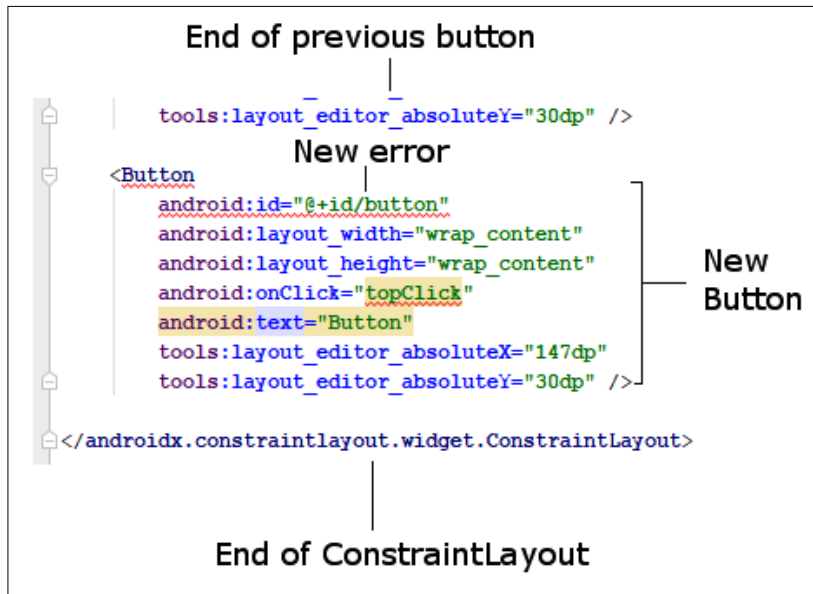 End of previous button
tools:layout_editor_absoluteY="30dp" />
New error
<Button
android:id="@+id/button"
android:layout_width="wrap_content"
android:layout_height="wrap_content"
android:onClick="topClick"
android:text="Button"
tools:layout_editor_absoluteX="147dp"
tools:layout_editor_absoluteY="30dp" />
New
Button
</androidx.constraintlayout.widget.ConstraintLayout>
End of ConstraintLayout